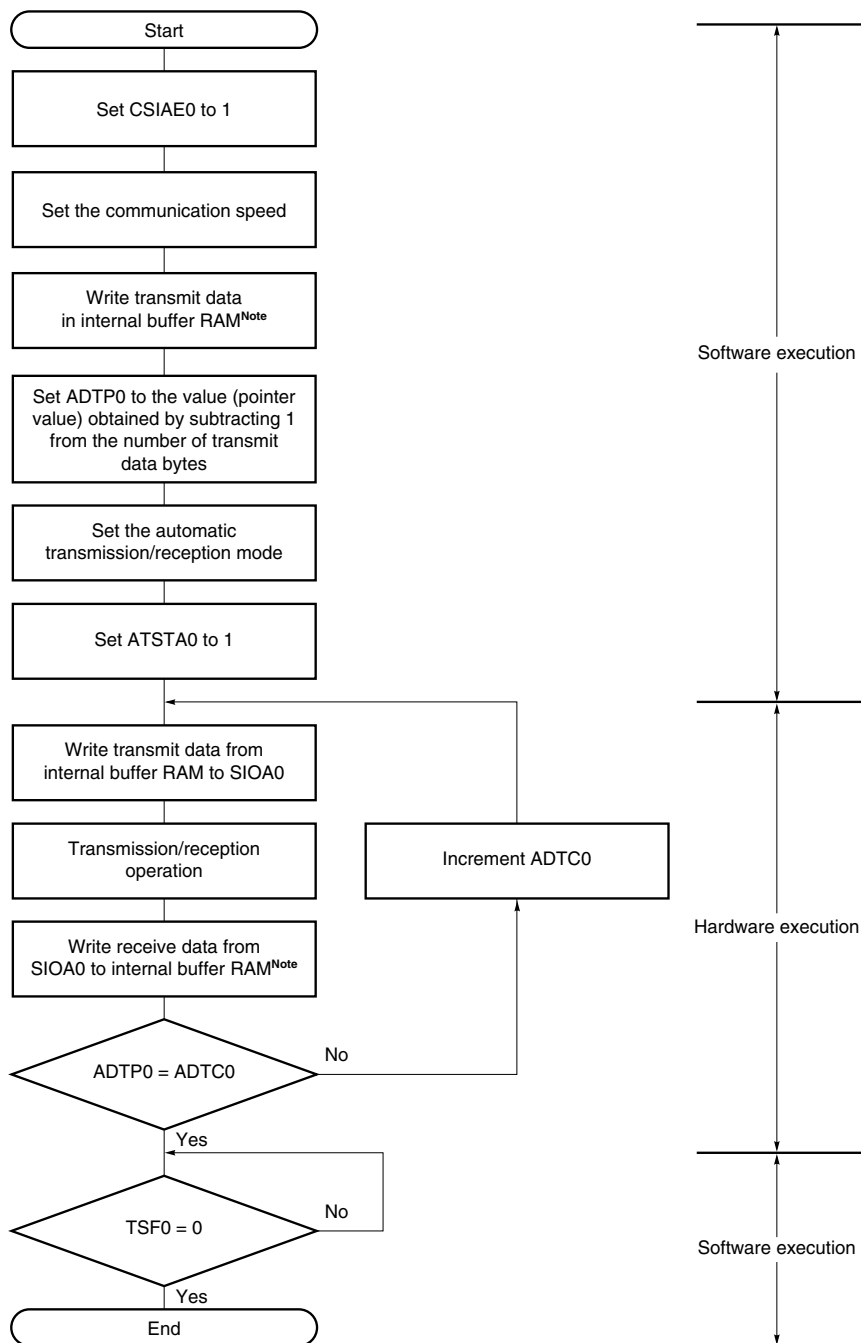 Start
Set CSIAE0 to 1
Set the communication speed
Write transmit data
in internal buffer RAMNote
Software execution
Set ADTP0 to the value (pointer
value) obtained by subtracting 1
from the number of transmit
data bytes
Set the automatic
transmission/reception mode
Set ATSTA0 to 1
Write transmit data from
internal buffer RAM to SIOA0
Transmission/reception
operation
Increment ADTC0
Hardware execution
Write receive data from
SIOA0 to internal buffer RAMNote
ADTP0 = ADTC0
No
Yes
TSF0 = 0
No
Software execution
Yes
End